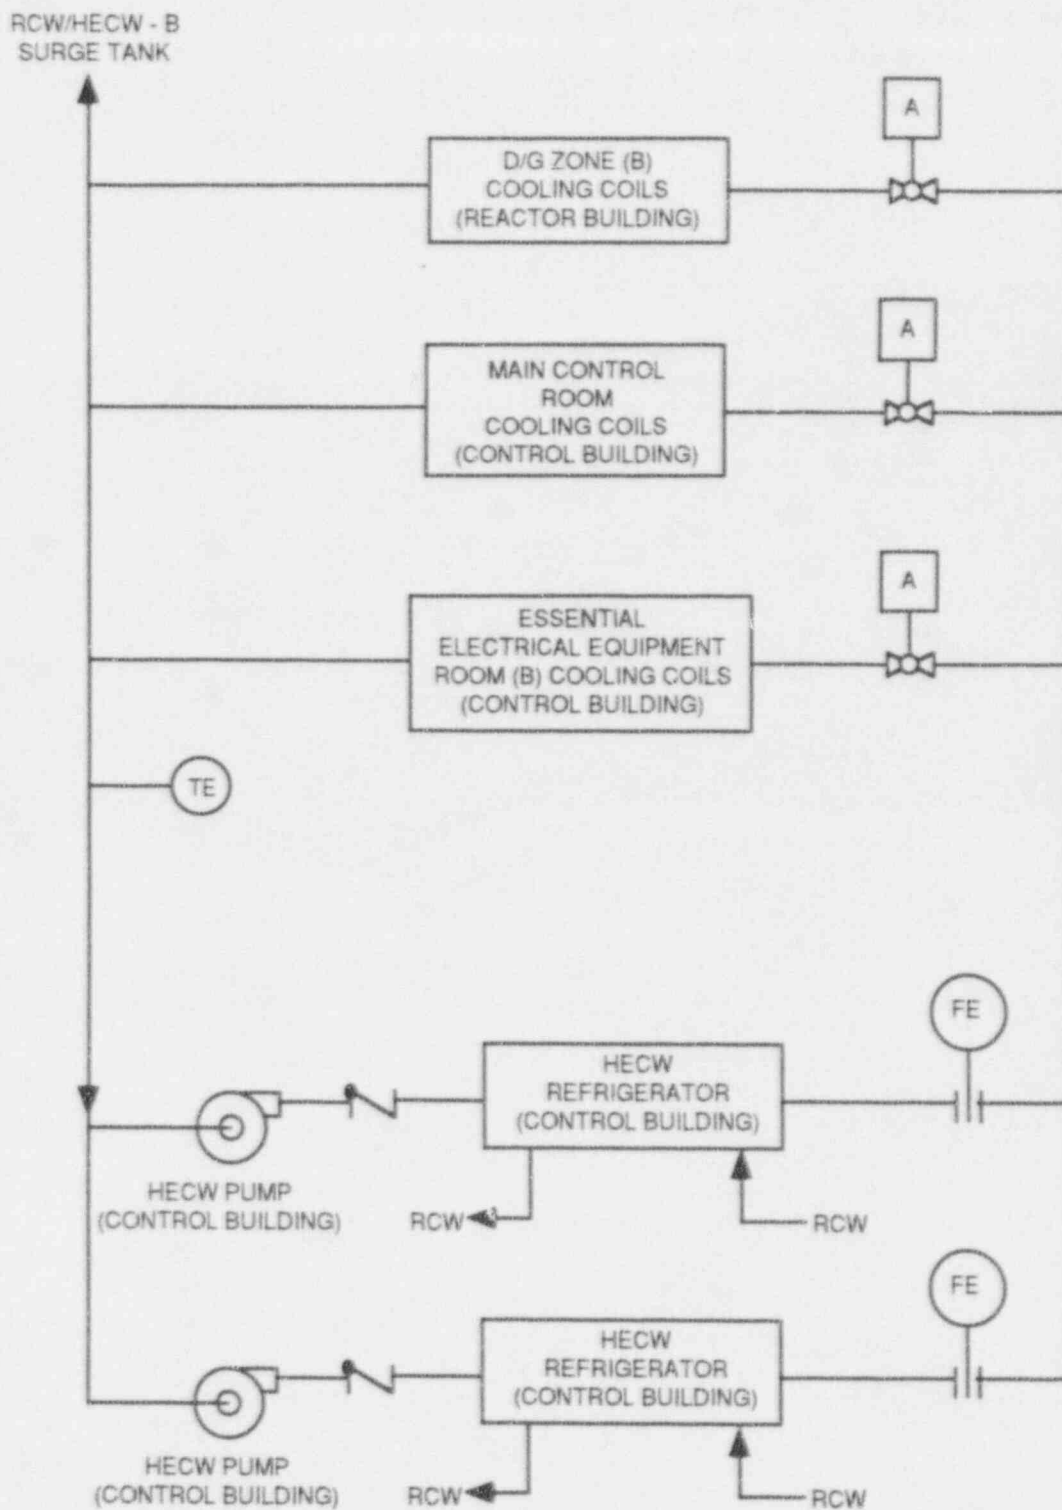 RCW/HECW - B
SURGE TANK
A
D/G ZONE (B)
COOLING COILS
(REACTOR BUILDING)
A
MAIN CONTROL
ROOM
COOLING COILS
(CONTROL BUILDING)
A
ESSENTIAL
ELECTRICAL EQUIPMENT
ROOM (B) COOLING COILS
(CONTROL BUILDING)
TE
FE
HECW
REFRIGERATOR
(CONTROL BUILDING)
HECW PUMP
(CONTROL BUILDING)
RCW
RCW
FE
HECW
REFRIGERATOR
(CONTROL BUILDING)
HECW PUMP
(CONTROL BUILDING)
RCW
RCW